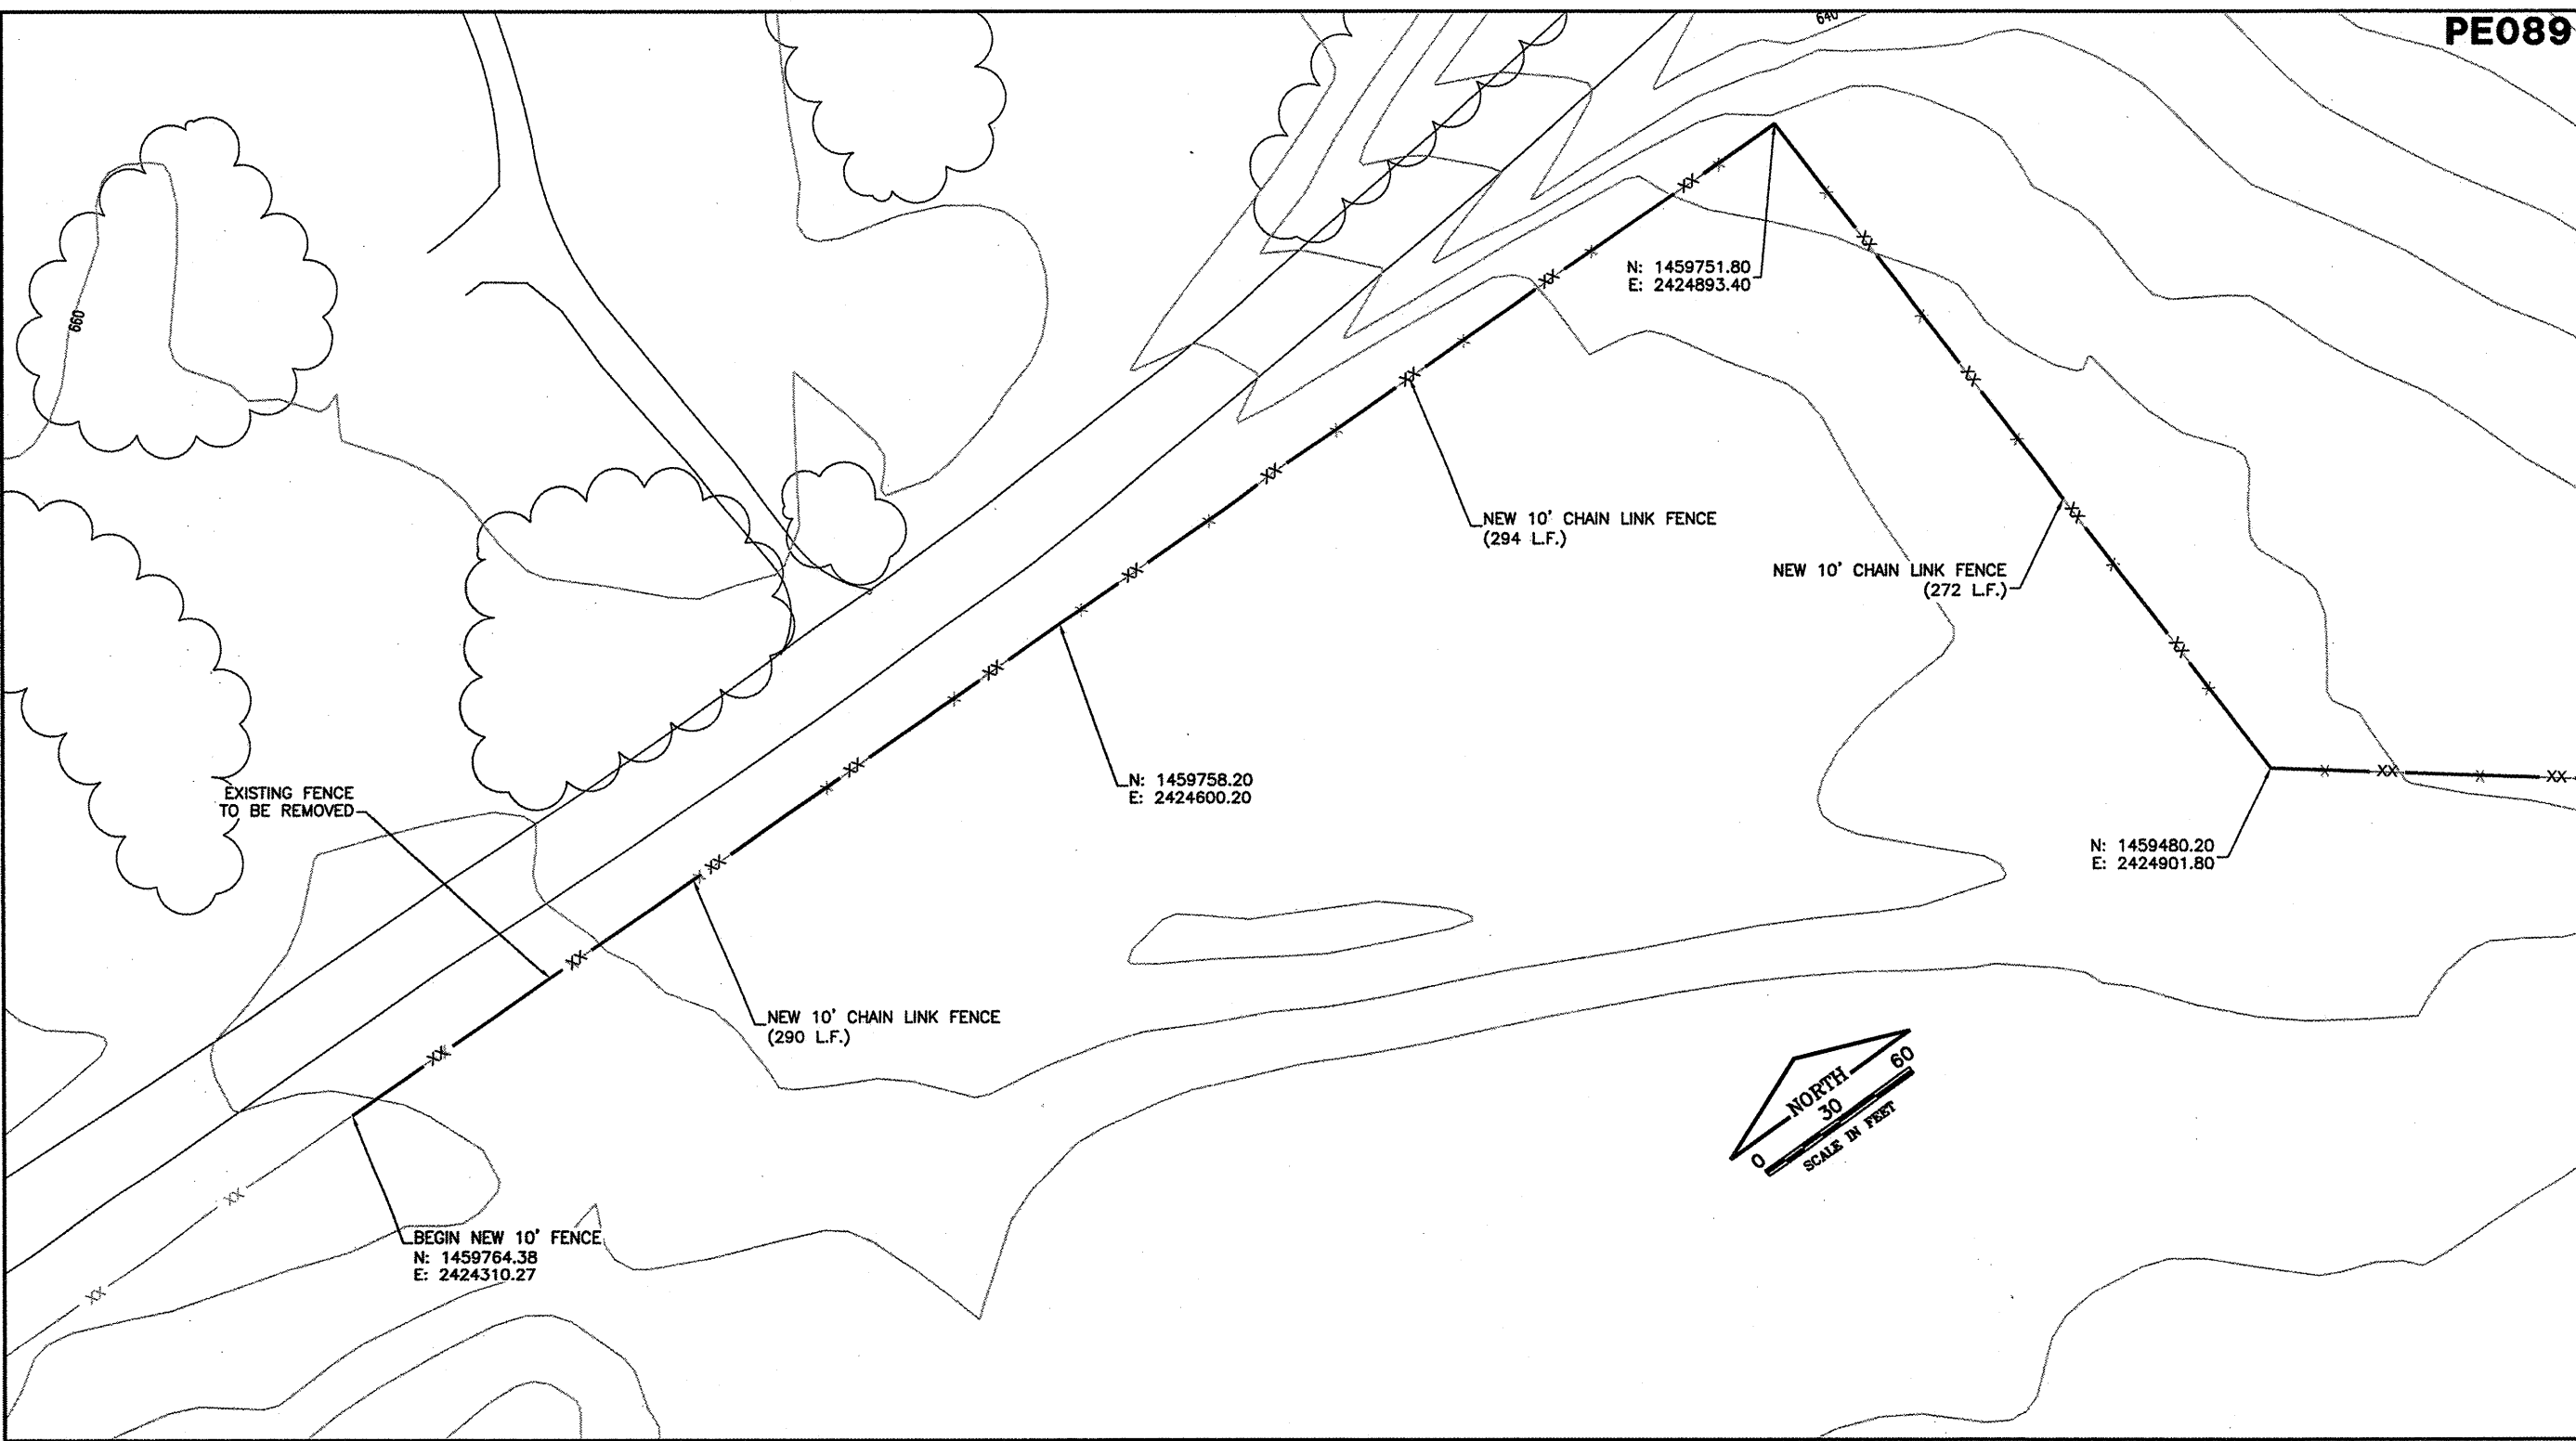 PE089
640
660
N: 1459751.80
E: 2424893.40
NEW 10' CHAIN LINK FENCE
(294 L.F.)
NEW 10' CHAIN LINK FENCE
(272 L.F.)
N: 1459758.20
E: 2424600.20
EXISTING FENCE
TO BE REMOVED
N: 1459480.20
E: 2424901.80
NEW 10' CHAIN LINK FENCE
(290 L.F.)
NORTH
0 30 60
SCALE IN FEET
BEGIN NEW 10' FENCE
N: 1459764.38
E: 2424310.27